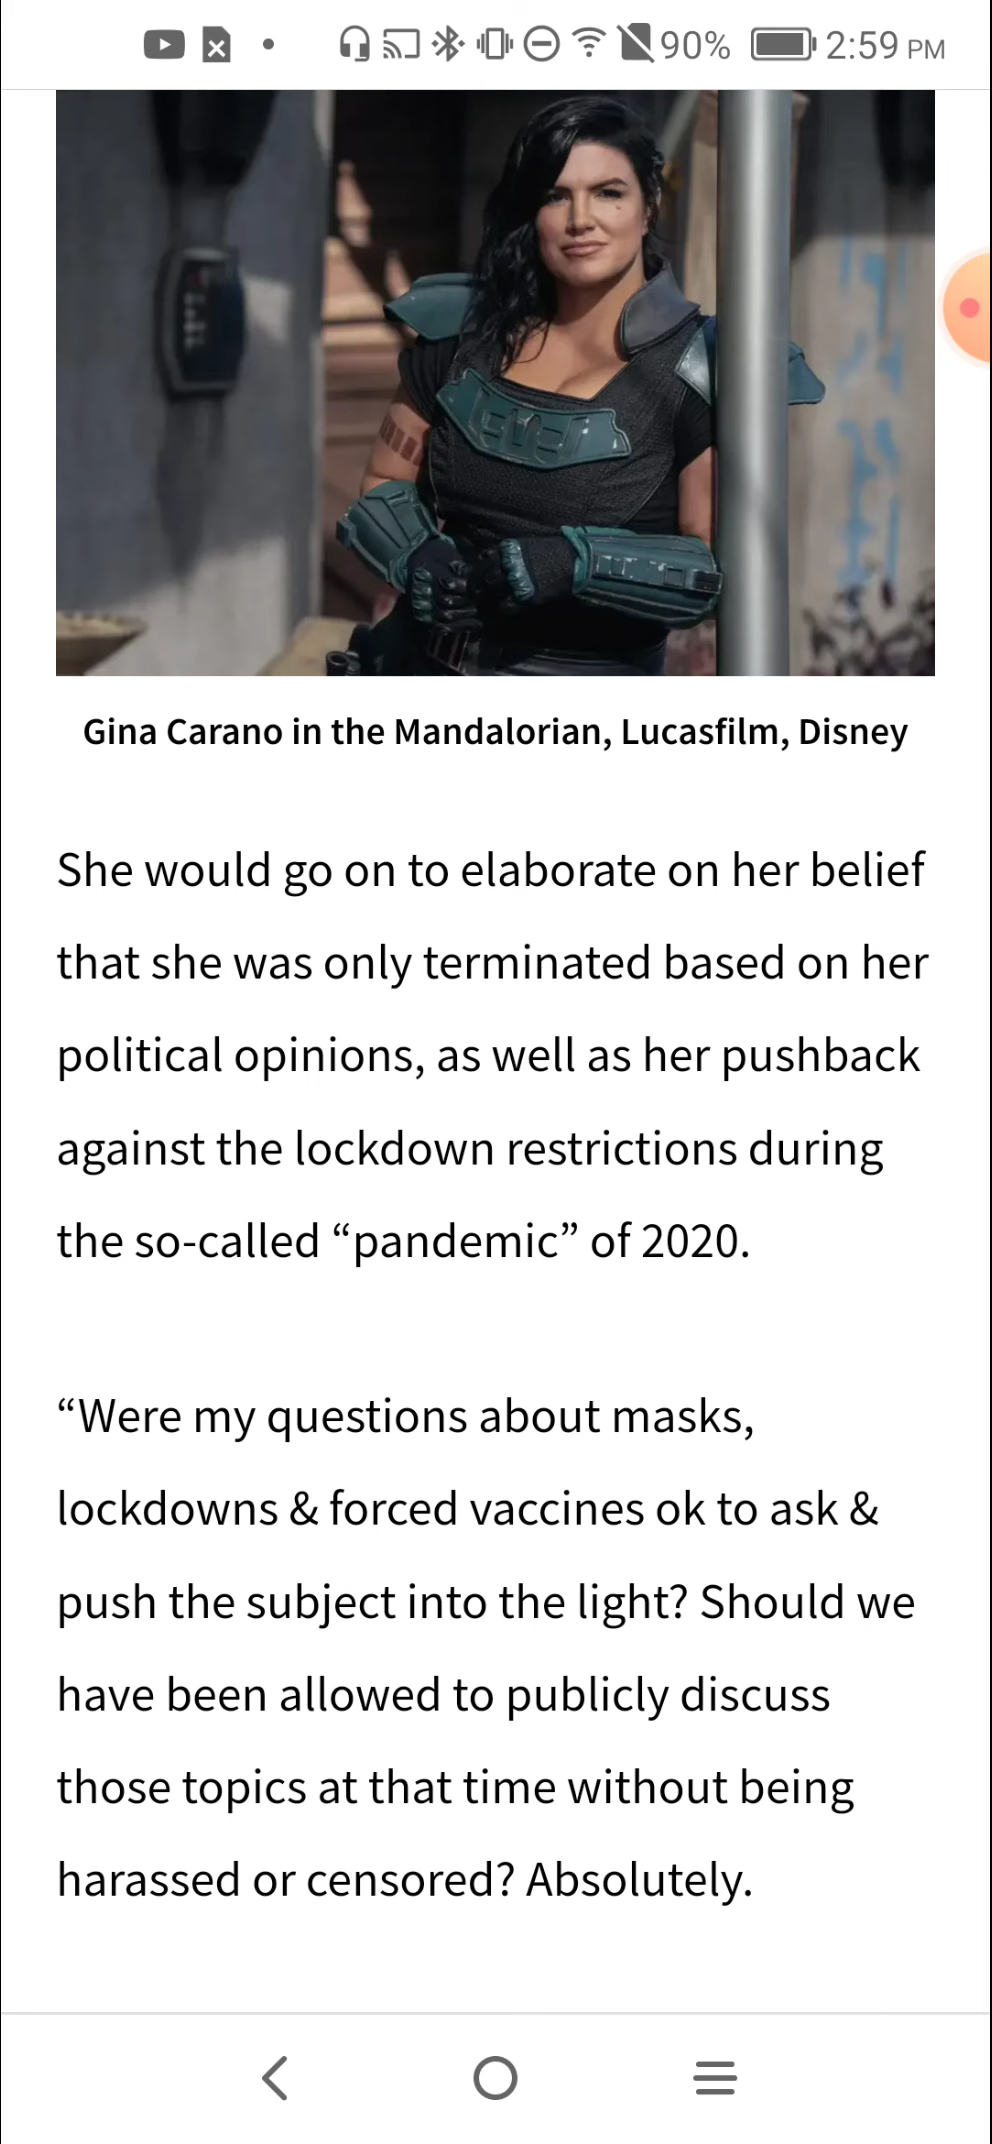 90% 2:59 PM
Gina Carano in the Mandalorian, Lucasfilm, Disney
She would go on to elaborate on her belief
that she was only terminated based on her
political opinions, as well as her pushback
against the lockdown restrictions during
the so-called “pandemic” of 2020.
“Were my questions about masks,
lockdowns & forced vaccines ok to ask &
push the subject into the light? Should we
have been allowed to publicly discuss
those topics at that time without being
harassed or censored? Absolutely.